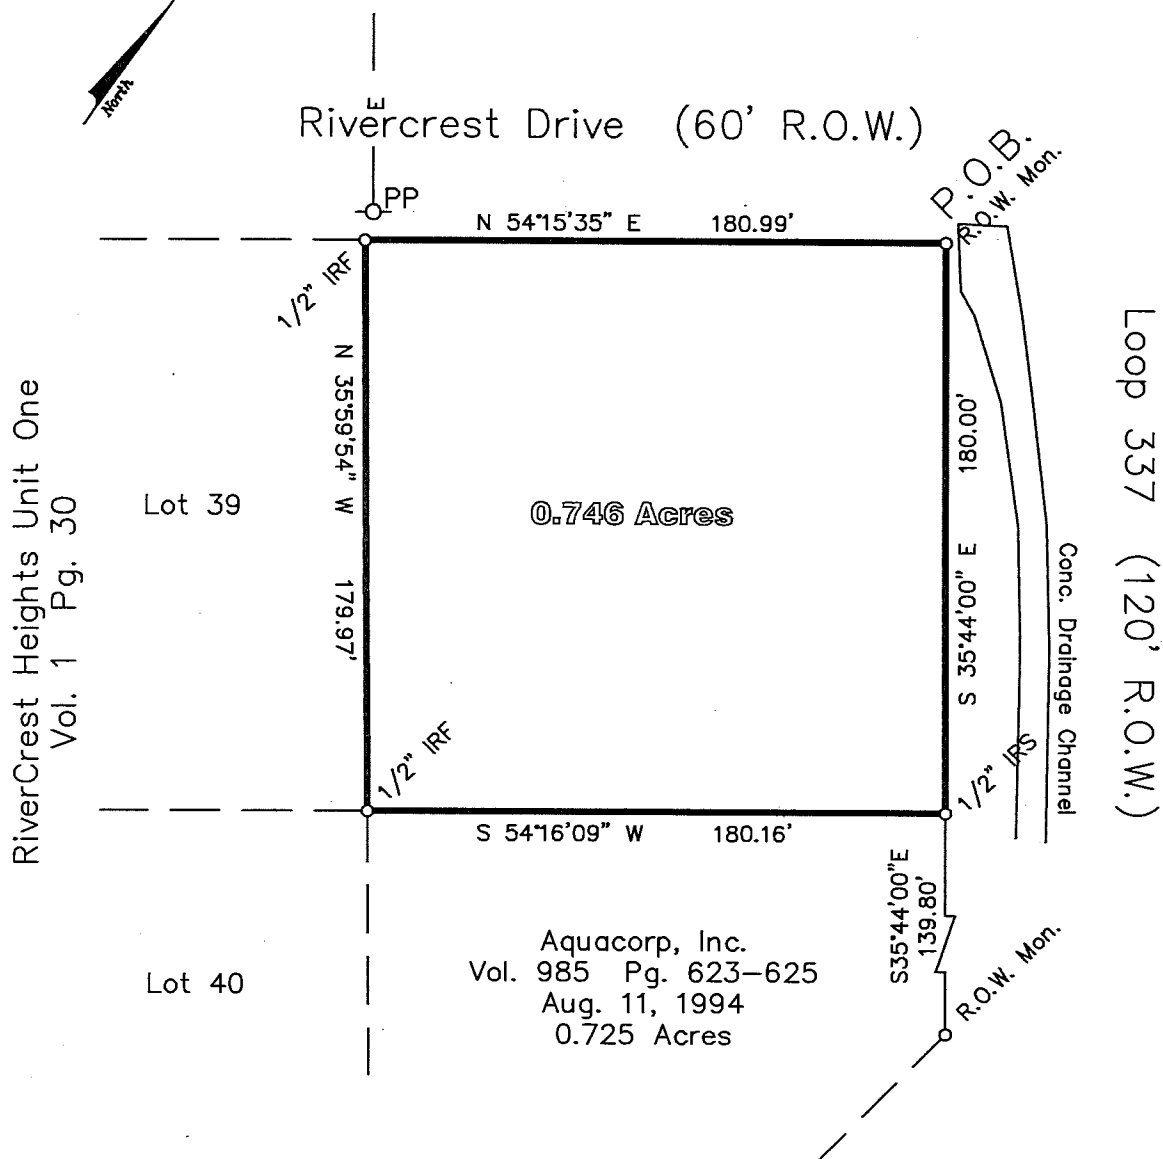 North
E
Rivercrest Drive (60' R.O.W.)
PP
P.O.B.
R.O.W. Mon.
N 54°15'35" E 180.99'
1/2" IRF
N 35°59'54" W 179.97'
180.00'
S 35°44'00" E
Loop 337 (120' R.O.W.)
Conc. Drainage Channel
RiverCrest Heights Unit One
Vol. 1 Pg. 30
Lot 39
0.746 Acres
1/2" IRF
1/2" IRS
S 54°16'09" W 180.16'
S35°44'00"E
139.80'
R.O.W. Mon.
Lot 40
Aquacorp, Inc.
Vol. 985 Pg. 623-625
Aug. 11, 1994
0.725 Acres